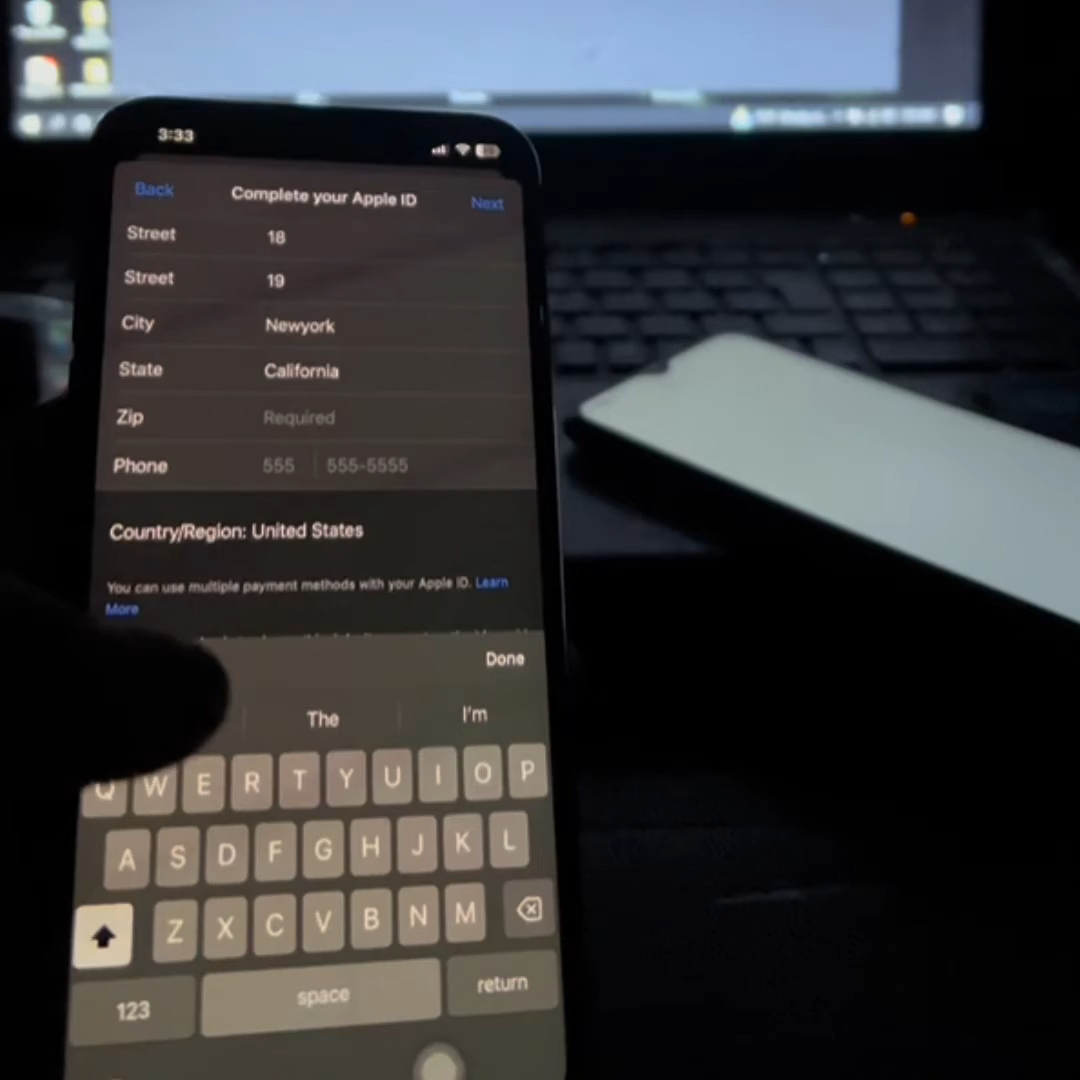 3:33
Back Complete your Apple ID Next
Street 18
Street 19
City Newyork
State California
Zip Required
Phone 555 555-5555
Country/Region: United States
You can use multiple payment methods with your Apple ID. Learn
More
Done
The I'm
Q W E R T Y U I O P
A S D F G H J K L
Z X C V B N M
123 space return